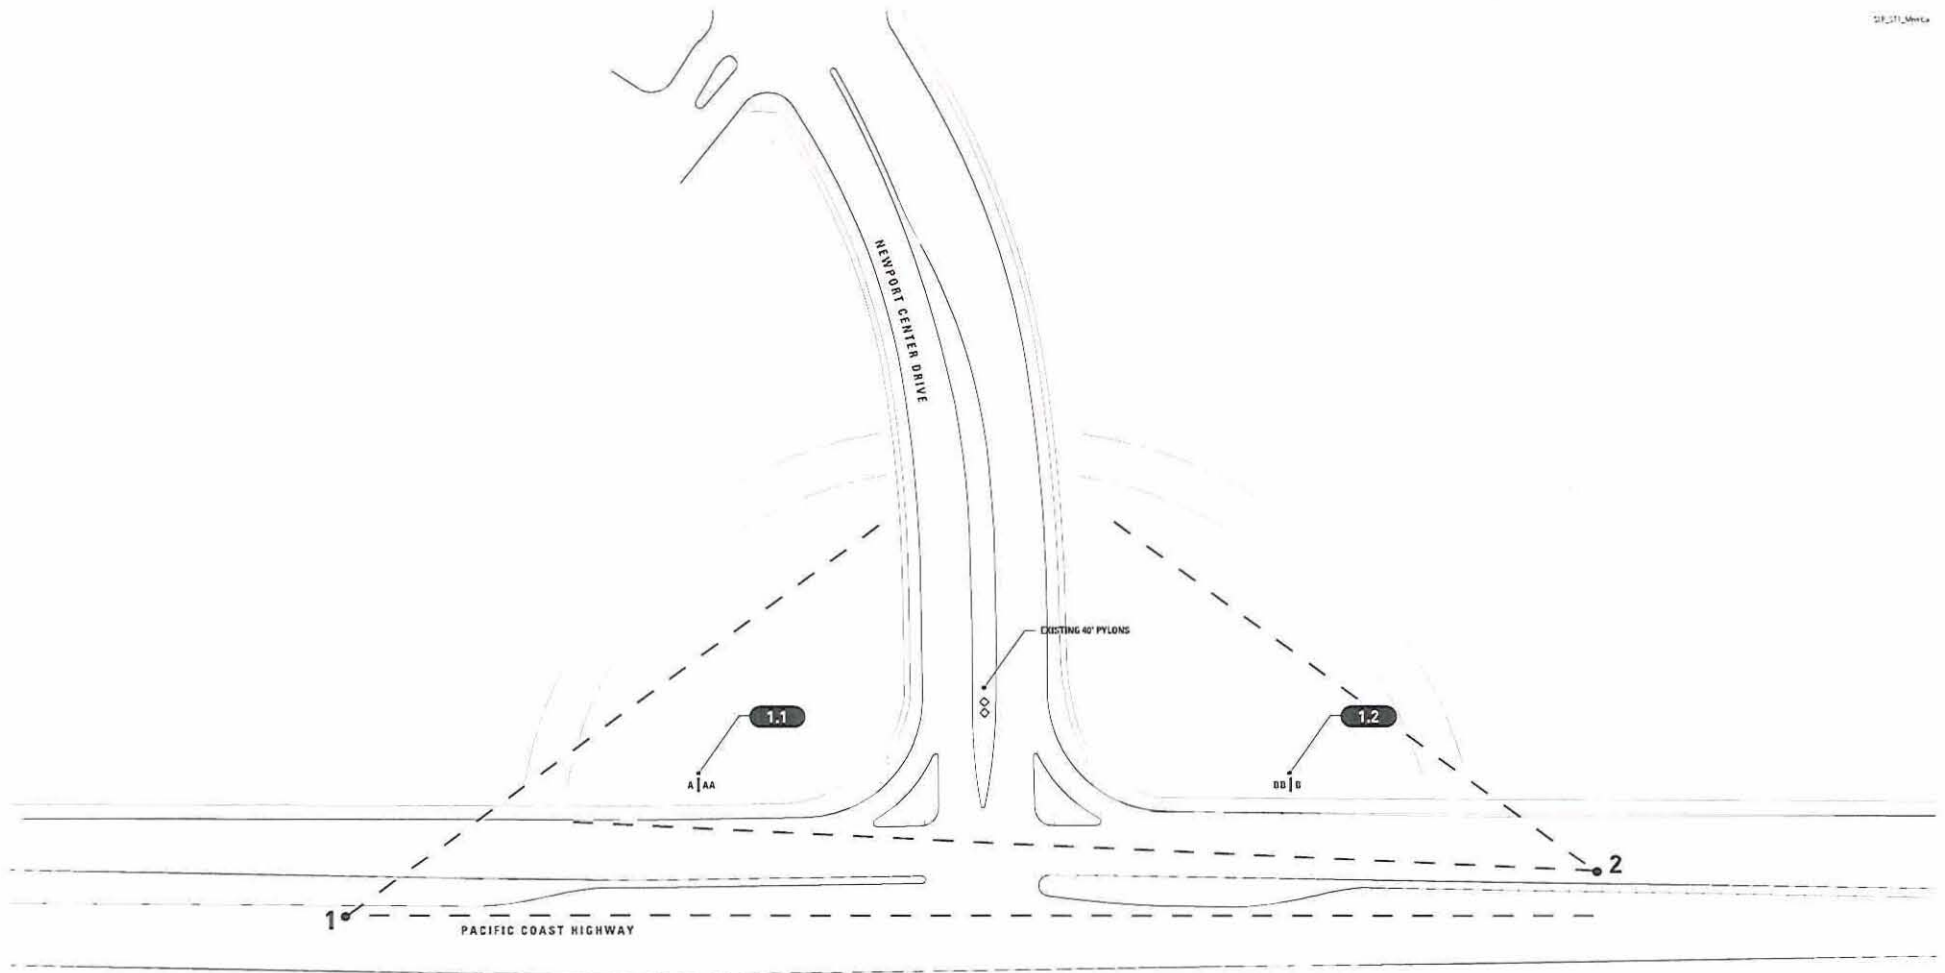 NEWPORT CENTER DRIVE
EXISTING 40' PYLONS
1.1
1.2
A AA
BB B
2
1
PACIFIC COAST HIGHWAY